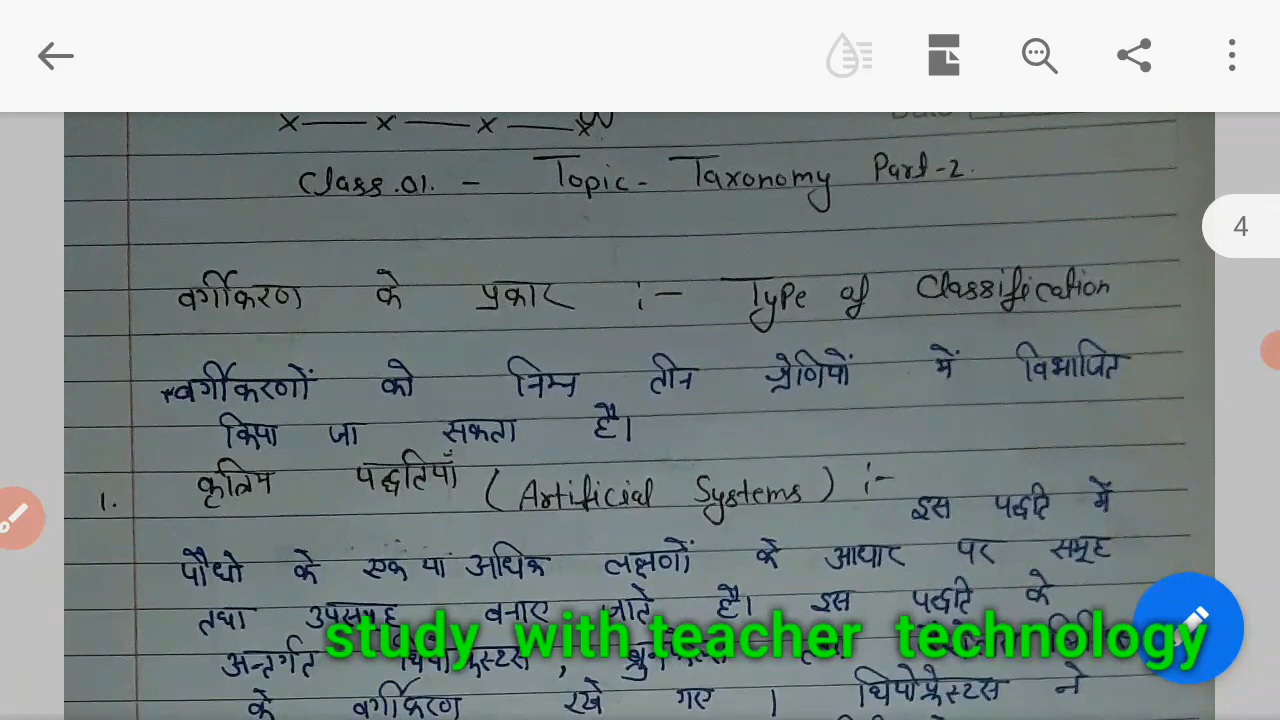 4
x — x — x — x
Class.01. - Topic- Taxonomy Part-2.
वर्गीकरण के प्रकार :- Type of Classification
वर्गीकरणों को निम्न तीन श्रेणियों में विभाजित
किया जा सकता है।
1. कृत्रिम पद्धतियाँ (Artificial Systems) :- इस पद्धति में
पौधो के एक या अधिक लक्षणों के आधार पर समूह
तथा उपसमूह बनाए जाते है। इस पद्धति के
study with teacher technology
अन्तर्गत थियोफ्रेस्टस,
के वर्गीकरण रखे गए । थियोफ्रेस्टस ने